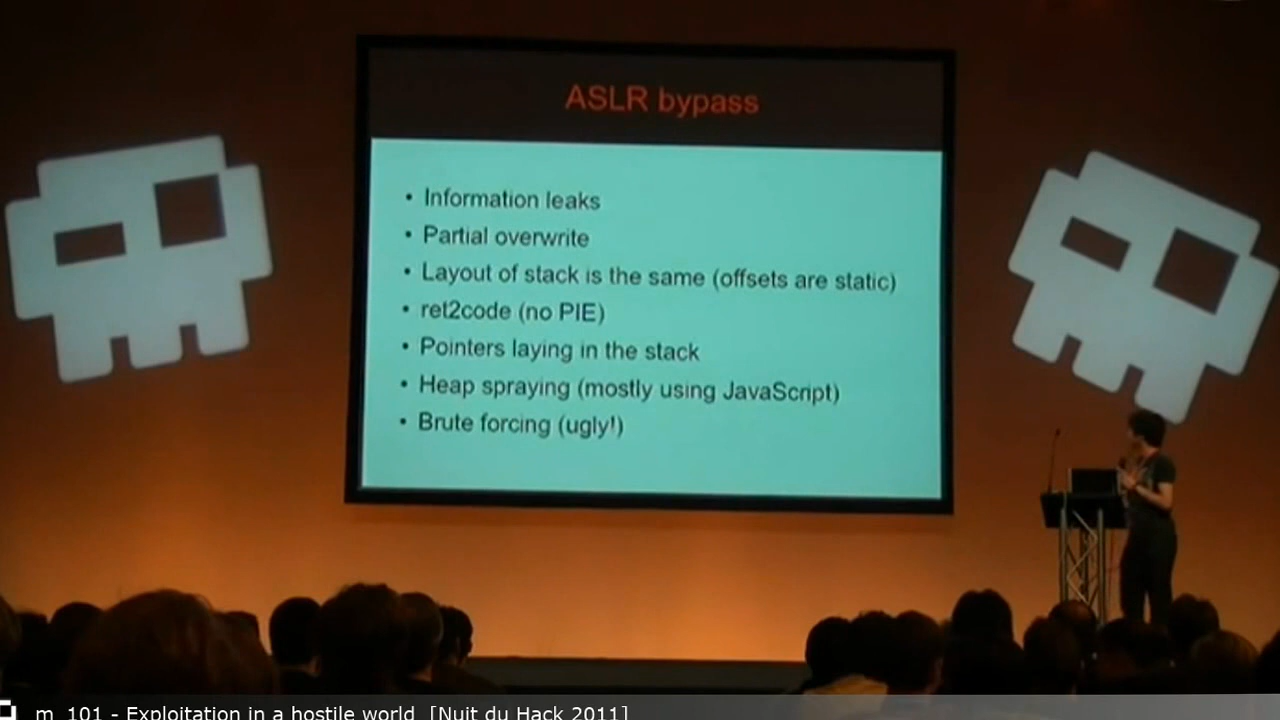 ASLR bypass
• Information leaks
• Partial overwrite
• Layout of stack is the same (offsets are static)
• ret2code (no PIE)
• Pointers laying in the stack
• Heap spraying (mostly using JavaScript)
• Brute forcing (ugly!)
m_101 - Exploitation in a hostile world [Nuit du Hack 2011]